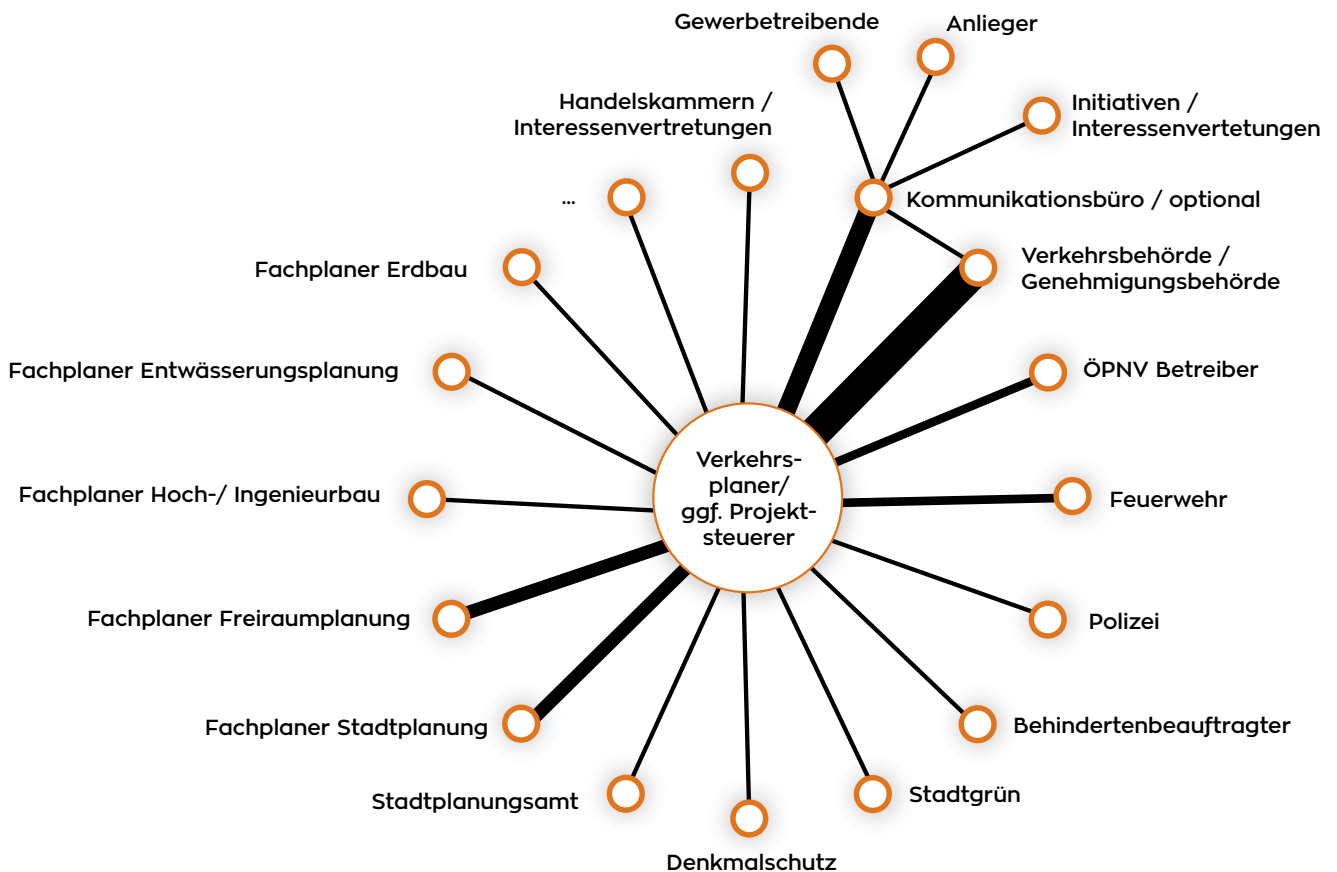 Gewerbetreibende
Anlieger
Handelskammern /
Interessenvertretungen
Initiativen /
Interessenvertetungen
...
Kommunikationsbüro / optional
Fachplaner Erdbau
Verkehrsbehörde /
Genehmigungsbehörde
Fachplaner Entwässerungsplanung
ÖPNV Betreiber
Verkehrs-
planer/
ggf. Projekt-
steuerer
Fachplaner Hoch-/ Ingenieurbau
Feuerwehr
Fachplaner Freiraumplanung
Polizei
Fachplaner Stadtplanung
Behindertenbeauftragter
Stadtplanungsamt
Stadtgrün
Denkmalschutz